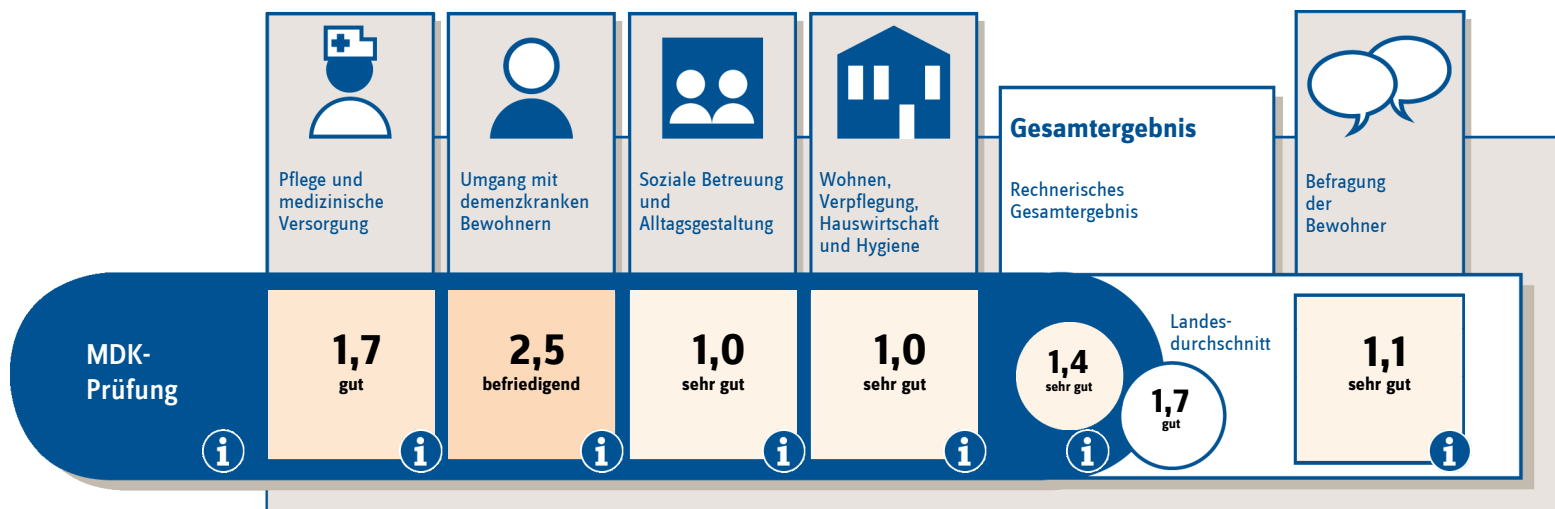 Pflege und
medizinische
Versorgung
Umgang mit
demenzkranken
Bewohnern
Soziale Betreuung
und
Alltagsgestaltung
Wohnen,
Verpflegung,
Hauswirtschaft
und Hygiene
Gesamtergebnis
Rechnerisches
Gesamtergebnis
Befragung
der
Bewohner
MDK-
Prüfung
i
1,7
gut
i
2,5
befriedigend
i
1,0
sehr gut
i
1,0
sehr gut
i
1,4
sehr gut
i
Landes-
durchschnitt
1,7
gut
1,1
sehr gut
i